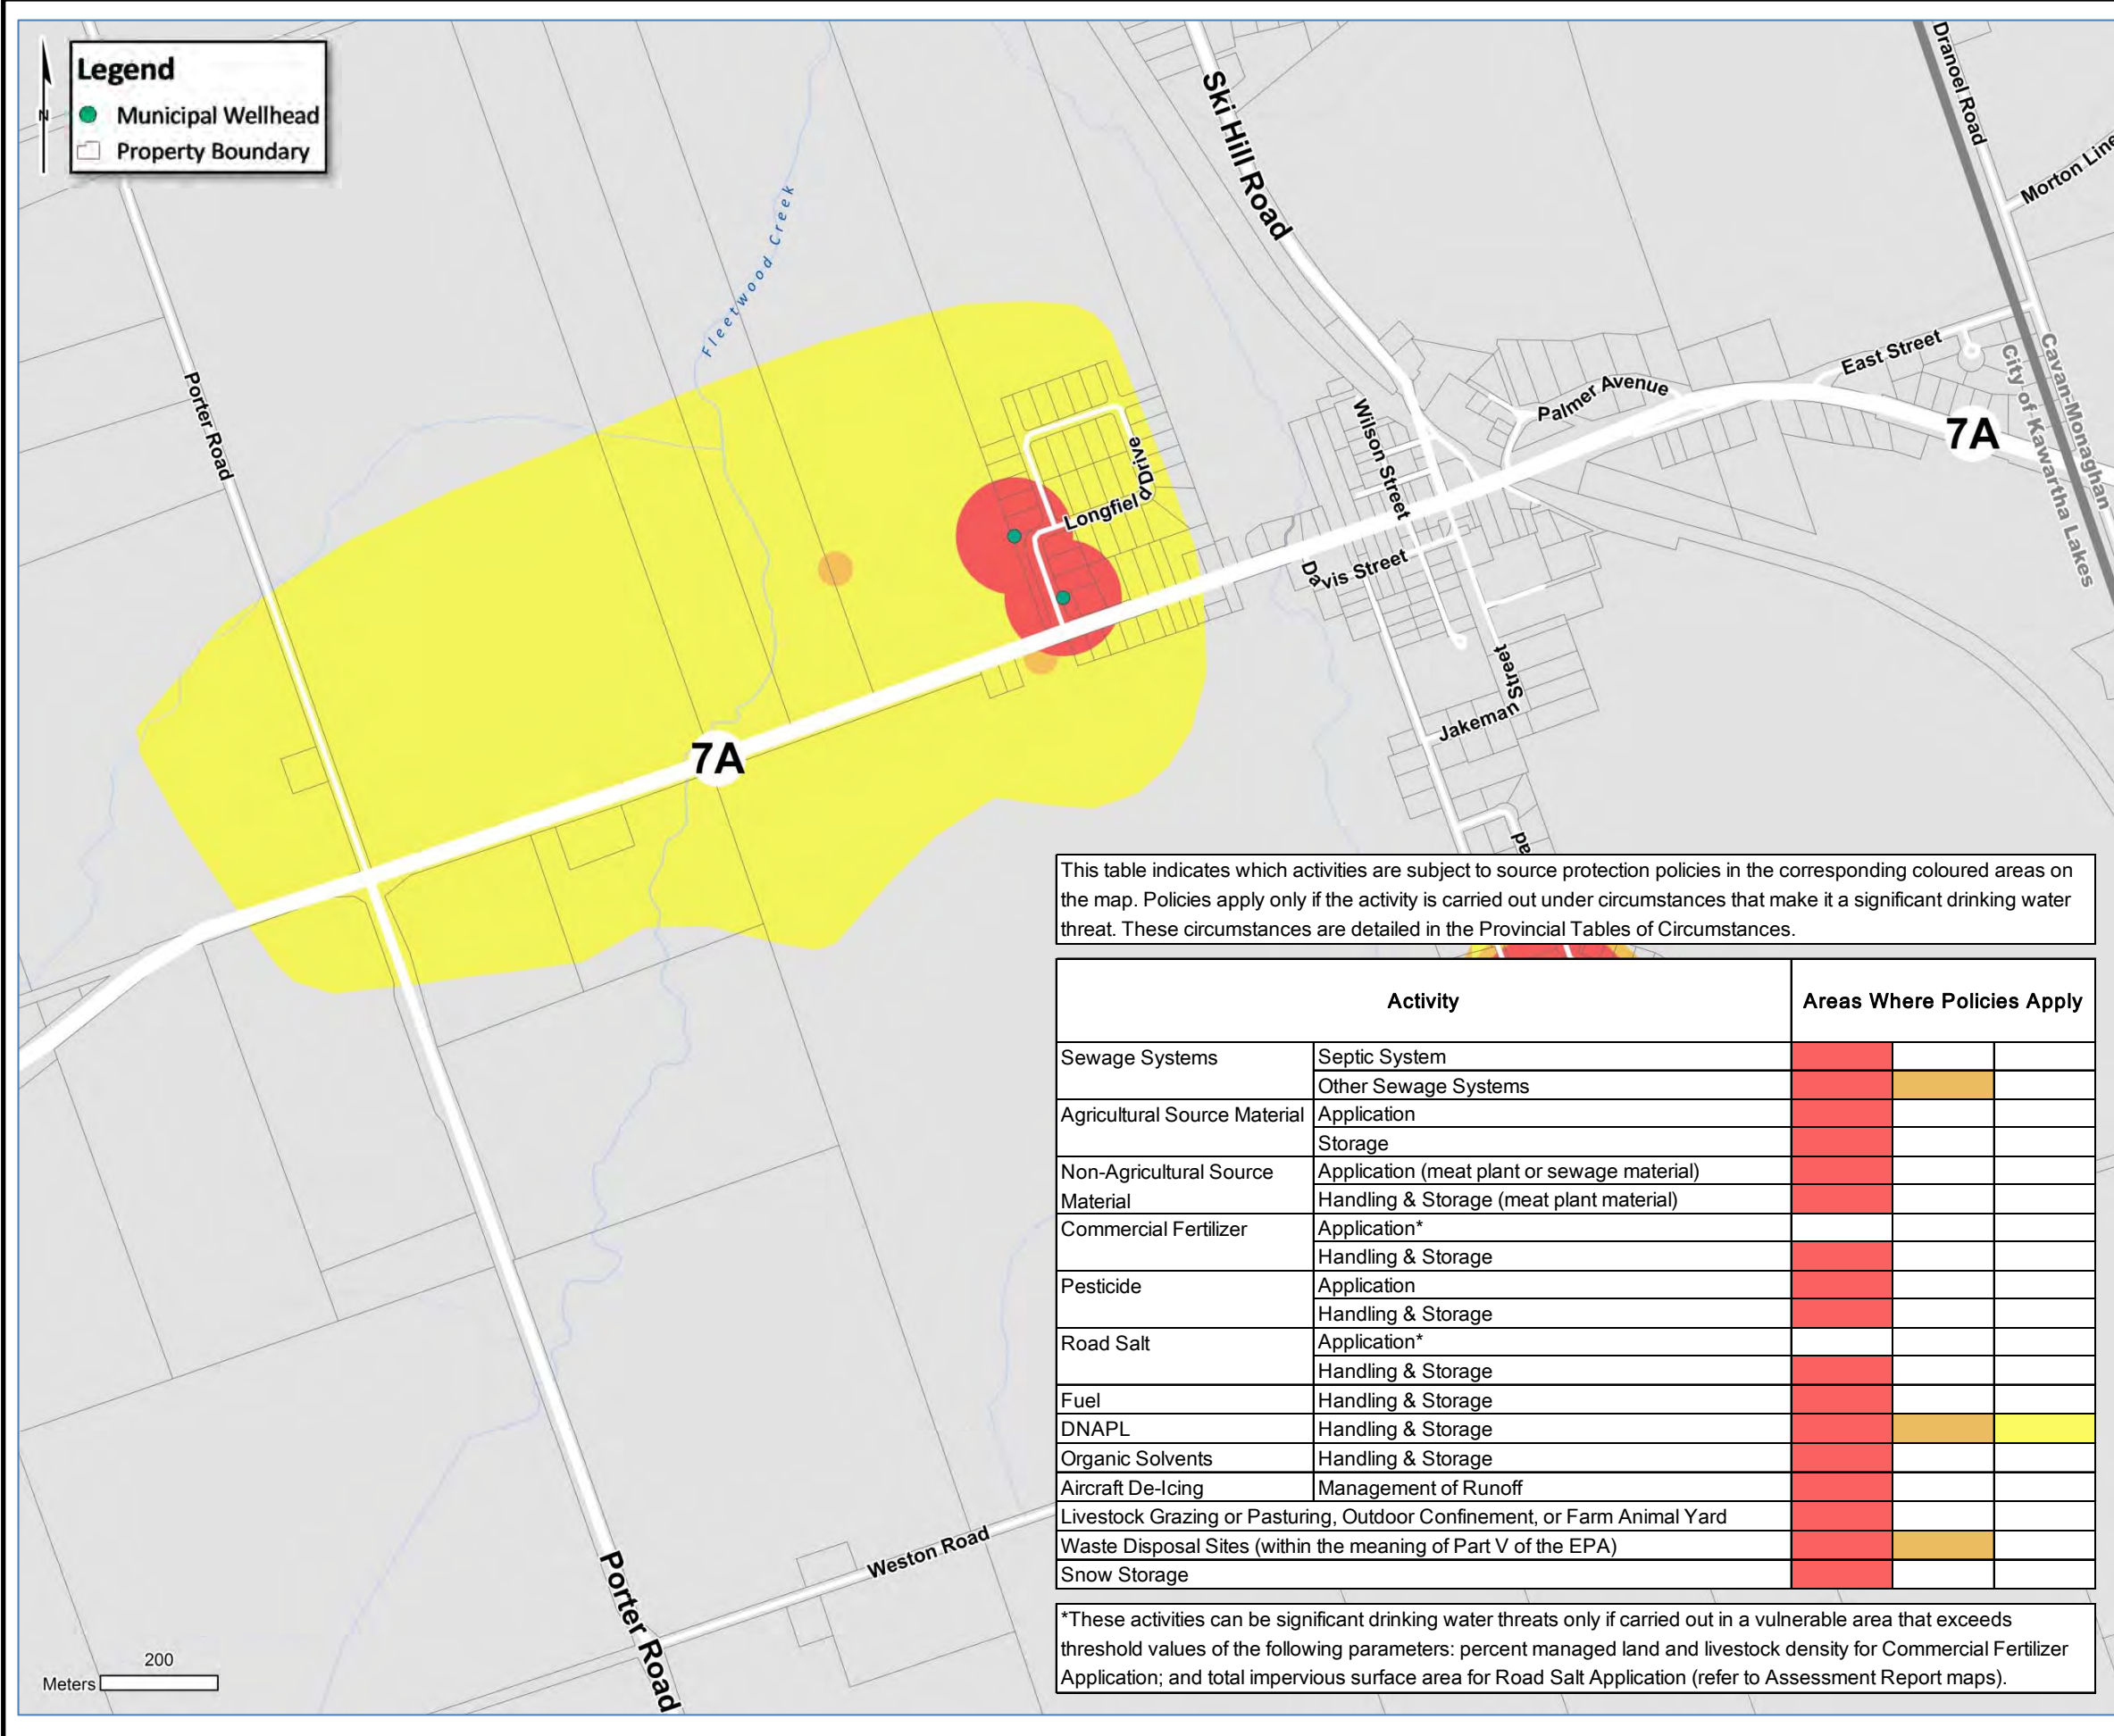 Legend
N
Municipal Wellhead
Property Boundary
Ski Hill Road
Dranoel Road
Morton Line
Fleetwood Creek
Porter Road
East Street
Palmer Avenue
Wilson Street
7A
Cavan-Monaghan
City of Kawartha Lakes
Longfield Drive
Davis Street
Street
Jakeman
7A
This table indicates which activities are subject to source protection policies in the corresponding coloured areas on
the map. Policies apply only if the activity is carried out under circumstances that make it a significant drinking water
threat. These circumstances are detailed in the Provincial Tables of Circumstances.
Activity Areas Where Policies Apply
Sewage Systems Septic System
Other Sewage Systems
Agricultural Source Material Application
Storage
Non-Agricultural Source Application (meat plant or sewage material)
Material Handling & Storage (meat plant material)
Commercial Fertilizer Application*
Handling & Storage
Pesticide Application
Handling & Storage
Road Salt Application*
Handling & Storage
Fuel Handling & Storage
DNAPL Handling & Storage
Organic Solvents Handling & Storage
Aircraft De-Icing Management of Runoff
Livestock Grazing or Pasturing, Outdoor Confinement, or Farm Animal Yard
Waste Disposal Sites (within the meaning of Part V of the EPA)
Snow Storage
*These activities can be significant drinking water threats only if carried out in a vulnerable area that exceeds
threshold values of the following parameters: percent managed land and livestock density for Commercial Fertilizer
Application; and total impervious surface area for Road Salt Application (refer to Assessment Report maps).
Weston Road
Porter Road
200
Meters